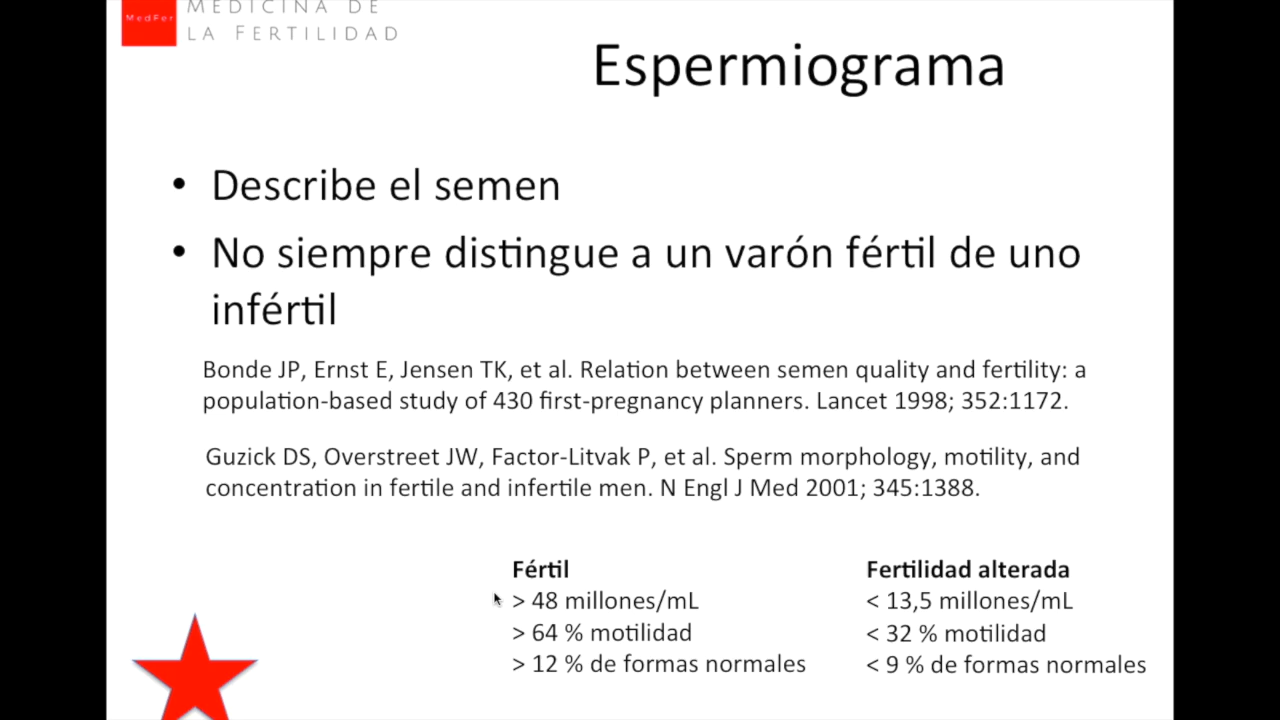 MedFer
MEDICINA DE
LA FERTILIDAD
Espermiograma
• Describe el semen
• No siempre distingue a un varón fértil de uno
infértil
Bonde JP, Ernst E, Jensen TK, et al. Relation between semen quality and fertility: a
population-based study of 430 first-pregnancy planners. Lancet 1998; 352:1172.
Guzick DS, Overstreet JW, Factor-Litvak P, et al. Sperm morphology, motility, and
concentration in fertile and infertile men. N Engl J Med 2001; 345:1388.
Fértil
> 48 millones/mL
> 64 % motilidad
> 12 % de formas normales
Fertilidad alterada
< 13,5 millones/mL
< 32 % motilidad
< 9 % de formas normales